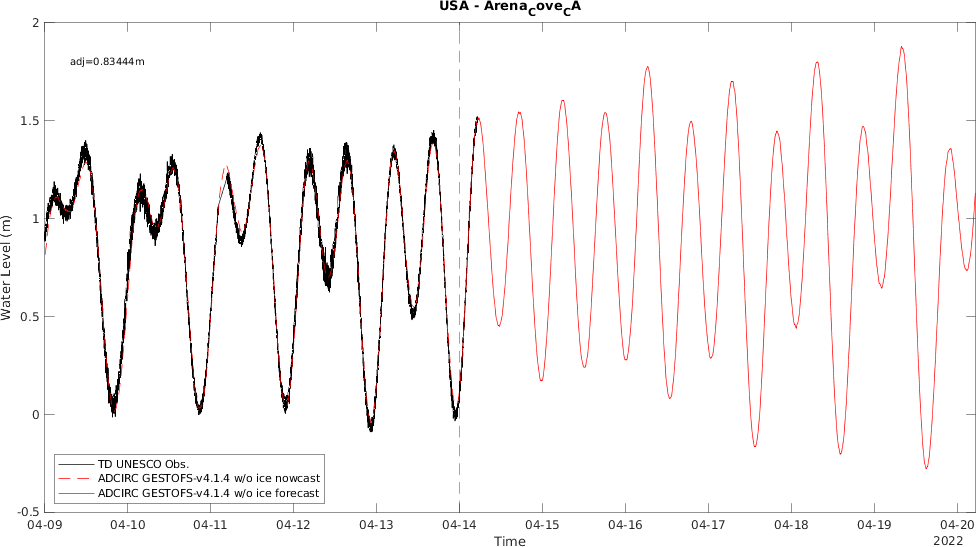 USA - ArenaCoveCA
adj=0.83444m
2
1.5
1
0.5
0
-0.5
Water Level (m)
TD UNESCO Obs.
ADCIRC GESTOFS-v4.1.4 w/o ice nowcast
ADCIRC GESTOFS-v4.1.4 w/o ice forecast
04-09 04-10 04-11 04-12 04-13 04-14 04-15 04-16 04-17 04-18 04-19 04-20
Time
2022